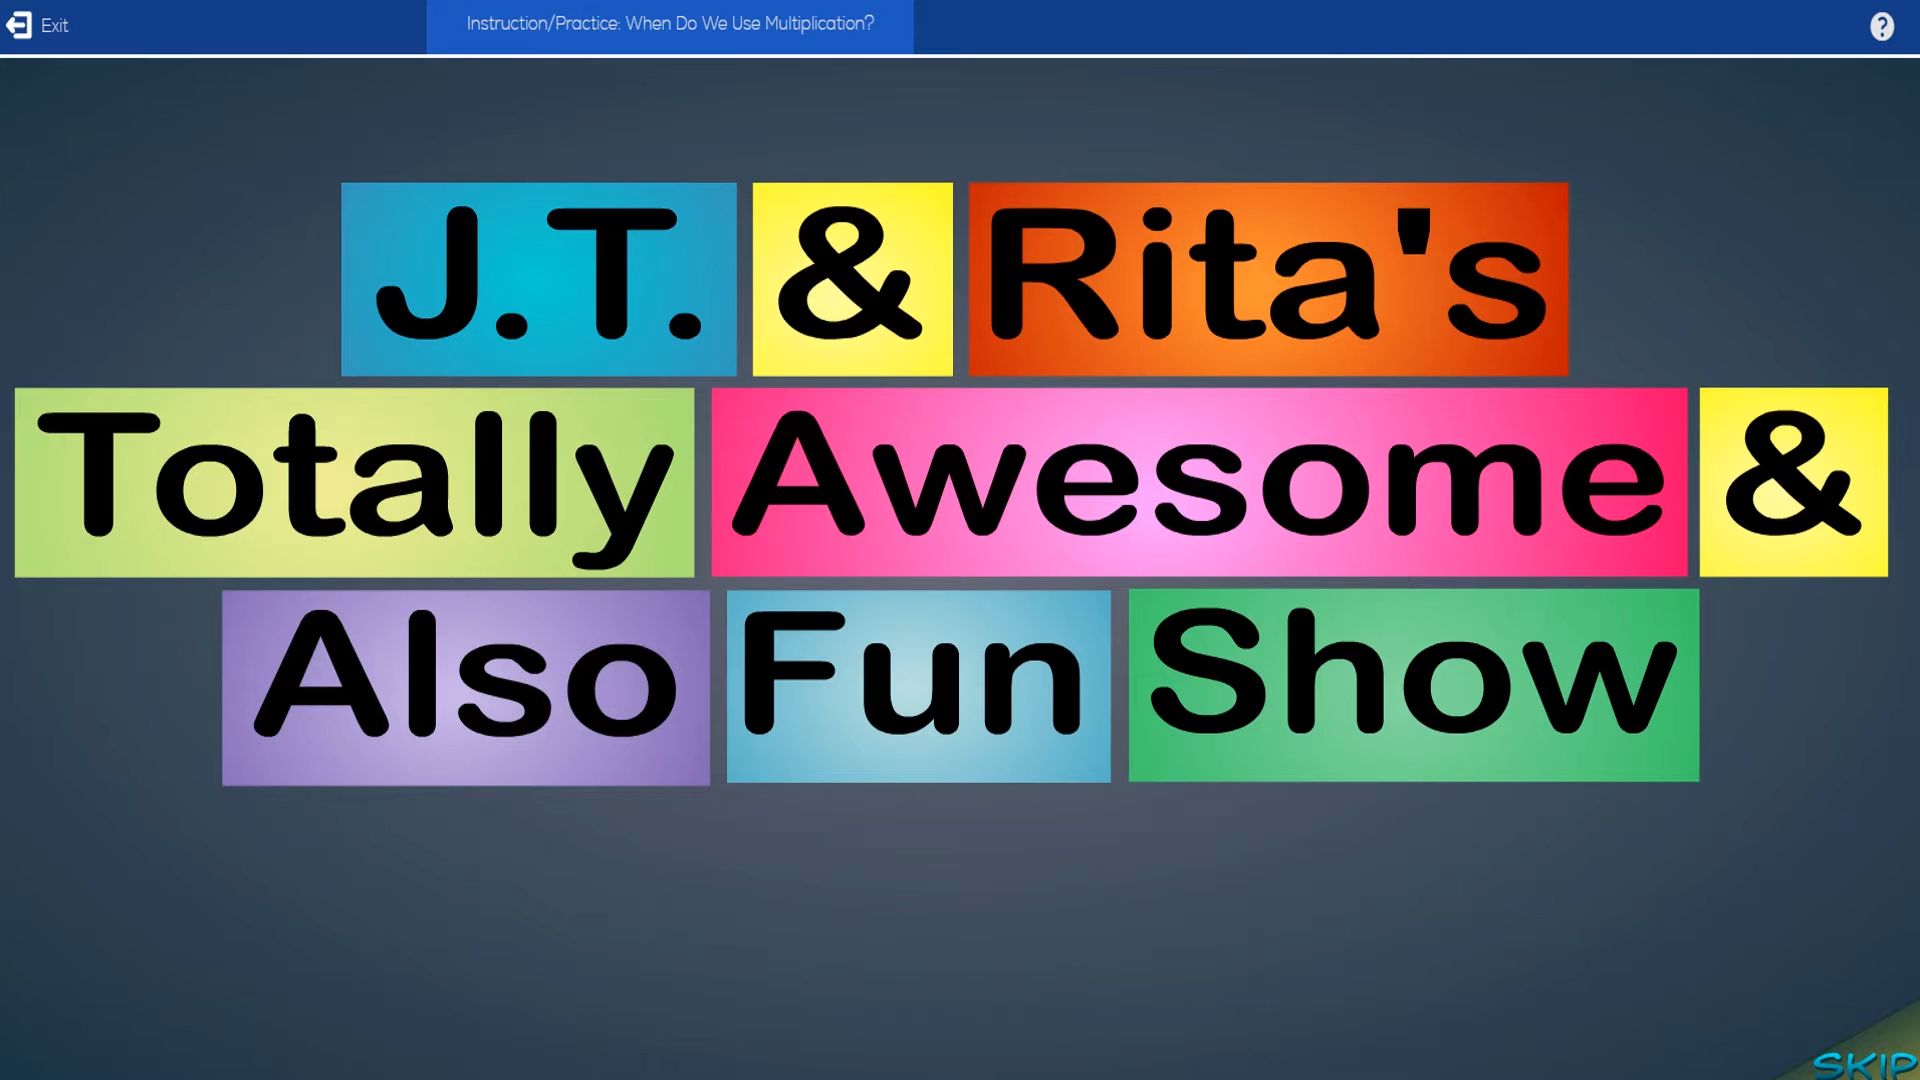 Exit
Instruction/Practice: When Do We Use Multiplication?
?
J.T. & Rita's
Totally Awesome &
Also Fun Show
SKIP